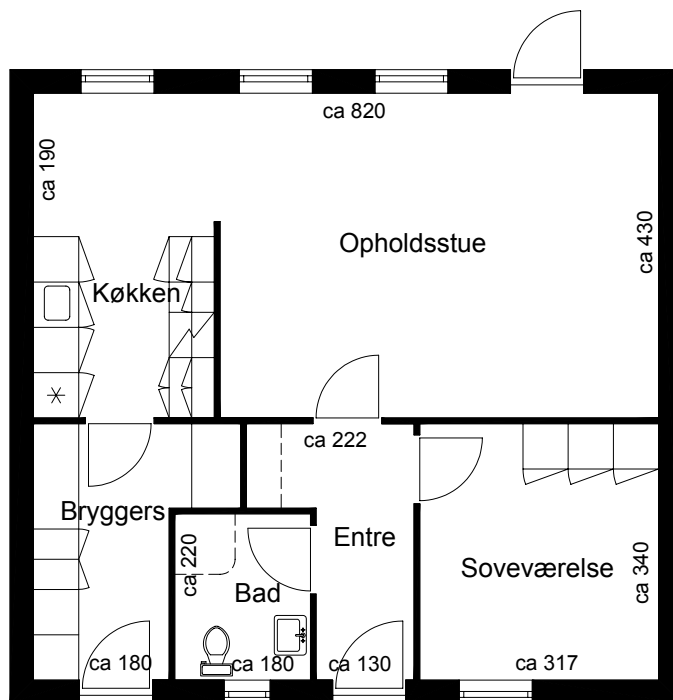 ca 820
ca 190
Opholdsstue
ca 430
Køkken
ca 222
Bryggers
Entre
ca 220
Soveværelse
ca 340
Bad
ca 180
ca 180
ca 130
ca 317